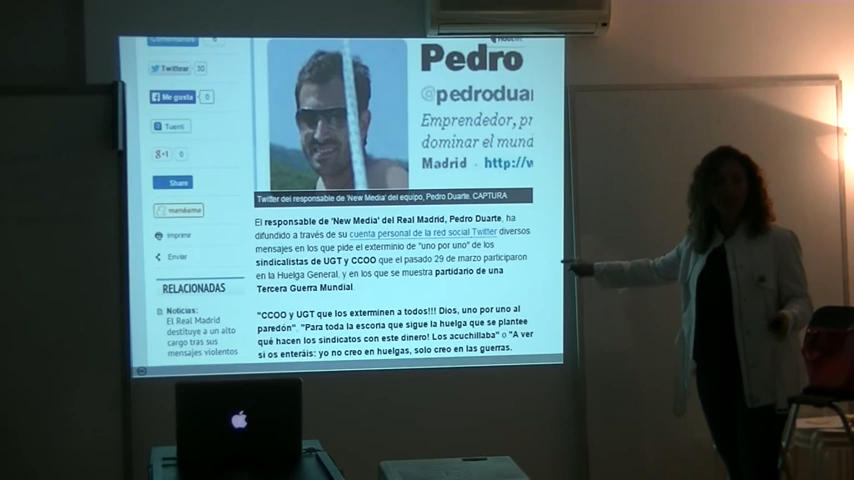 6
Twittear 30
Me gusta 0
Tuenti
g+1 0
Share
menéame
Imprimir
Enviar
RELACIONADAS
Noticias:
El Real Madrid
destituye a un alto
cargo tras sus
mensajes violentos
Pedro
@pedrodua
Emprendedor, pr
dominar el mund
Madrid · http://w
Twitter del responsable de 'New Media' del equipo, Pedro Duarte. CAPTURA
El responsable de 'New Media' del Real Madrid, Pedro Duarte, ha
difundido a través de su cuenta personal de la red social Twitter diversos
mensajes en los que pide el exterminio de "uno por uno" de los
sindicalistas de UGT y CCOO que el pasado 29 de marzo participaron
en la Huelga General, y en los que se muestra partidario de una
Tercera Guerra Mundial.
"CCOO y UGT que los exterminen a todos!!! Dios, uno por uno al
paredón", "Para toda la escona que sigue la huelga que se plantee
qué hacen los sindicatos con este dinero! Los acuchillaba" o "A ver
si os enteráis: yo no creo en huelgas, solo creo en las guerras.